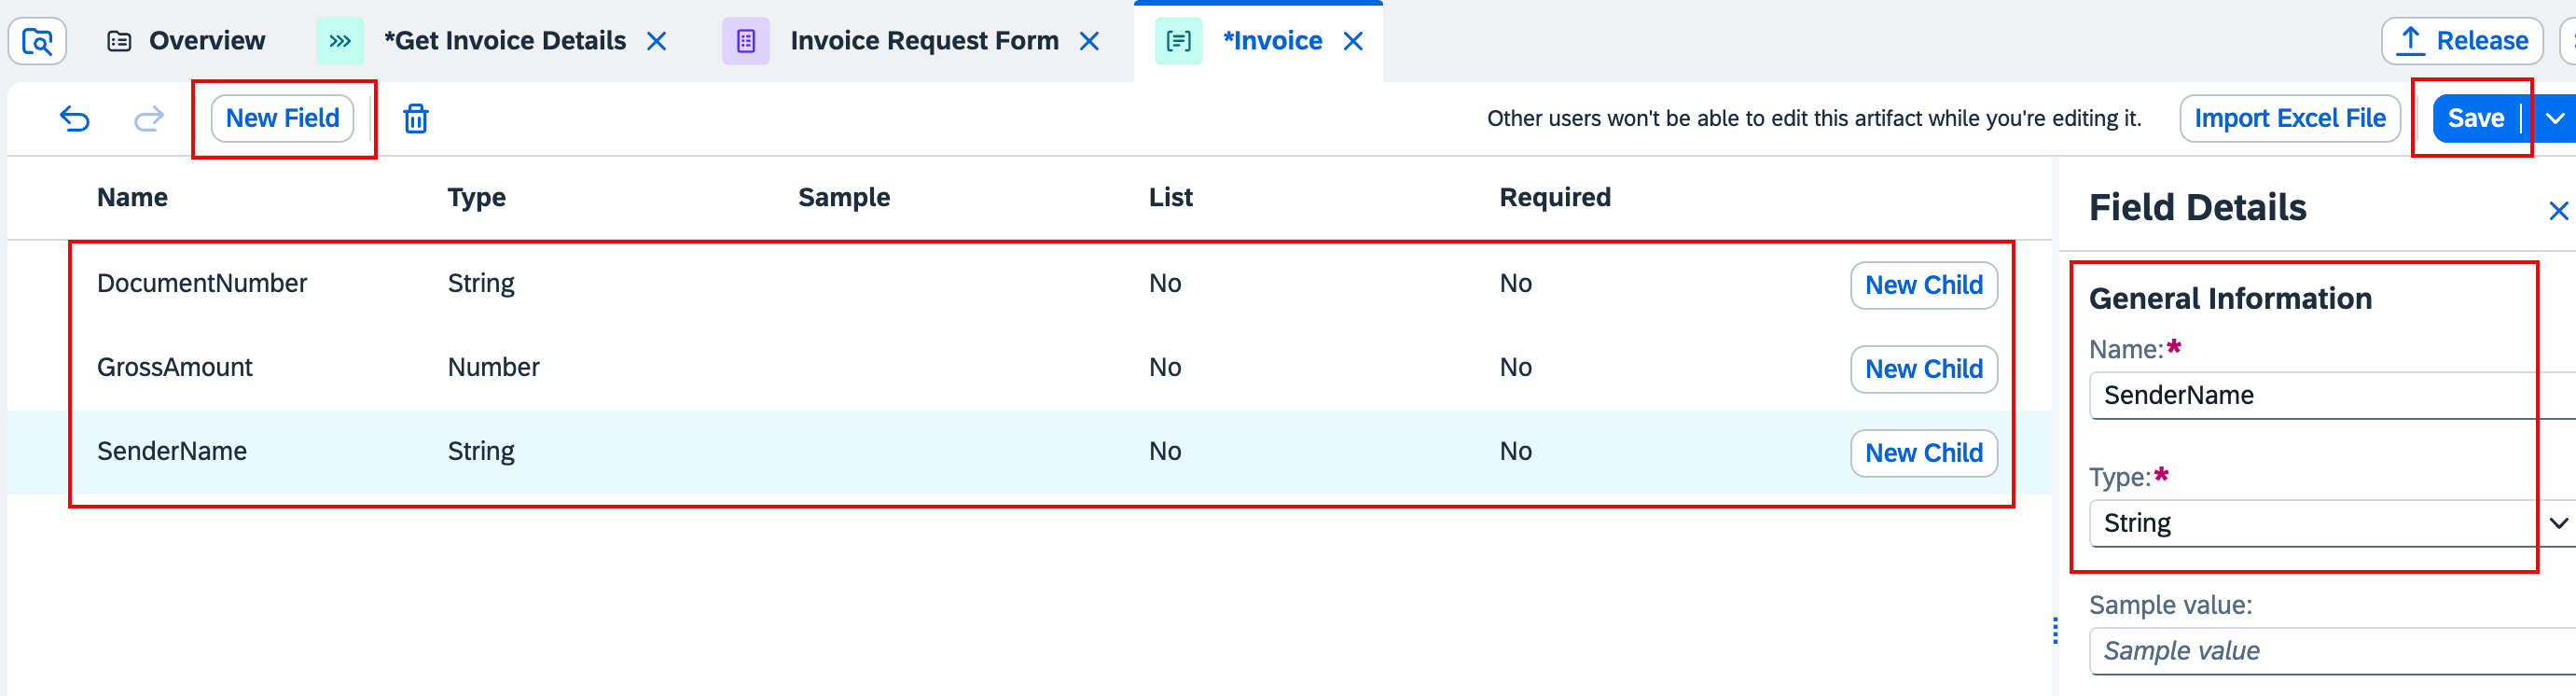 Overview
*Get Invoice Details
Invoice Request Form
*Invoice
Release
New Field
Other users won't be able to edit this artifact while you're editing it.
Import Excel File
Save
Name Type Sample List Required
DocumentNumber String No No New Child
GrossAmount Number No No New Child
SenderName String No No New Child
Field Details
General Information
Name:*
SenderName
Type:*
String
Sample value:
Sample value